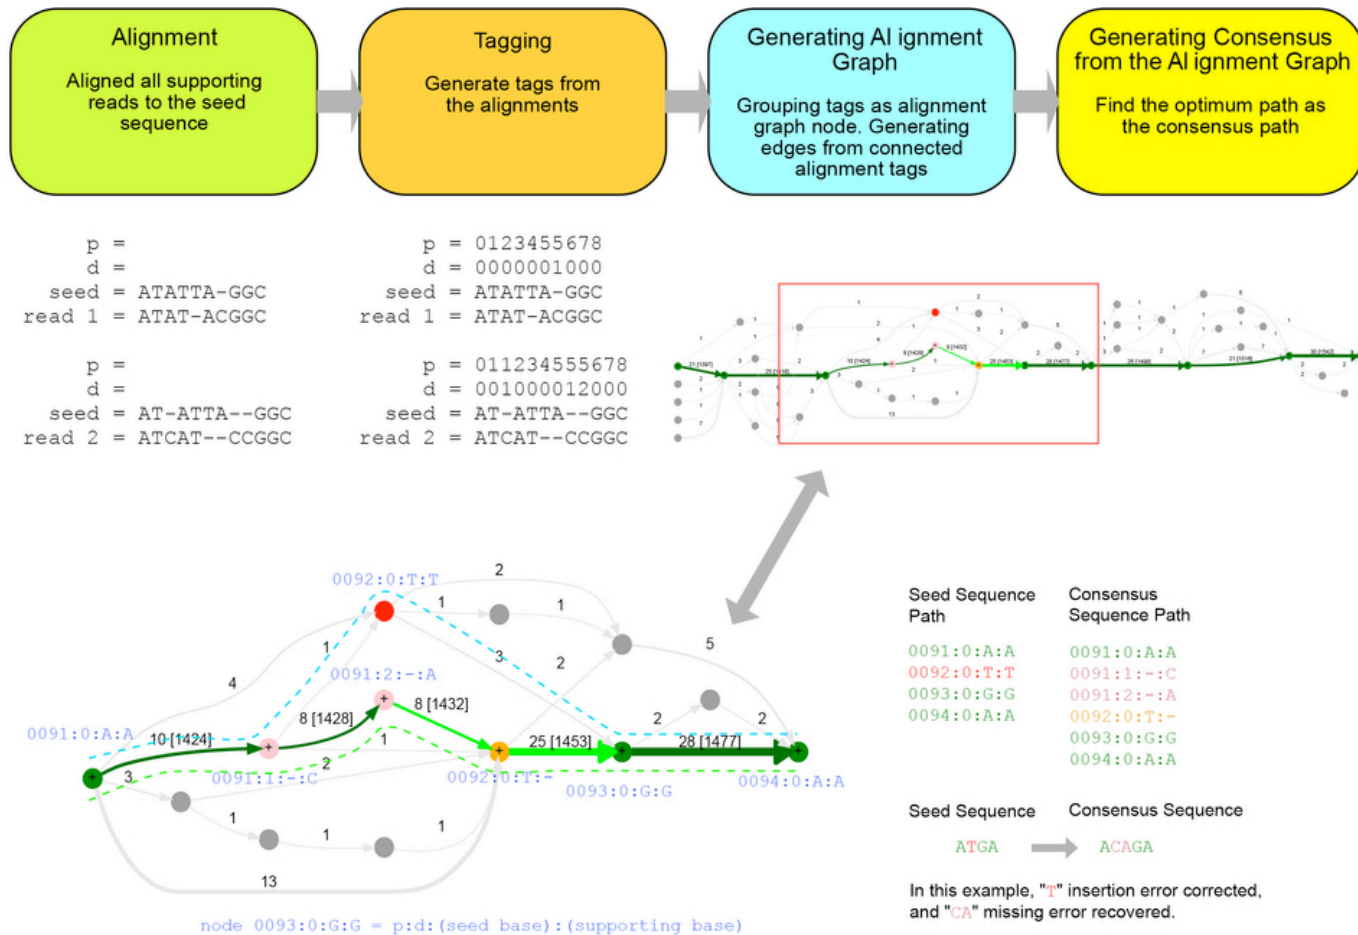 Alignment
Aligned all supporting
reads to the seed
sequence
Tagging
Generate tags from
the alignments
Generating Al ignment
Graph
Grouping tags as alignment
graph node. Generating
edges from connected
alignment tags
Generating Consensus
from the Al ignment Graph
Find the optimum path as
the consensus path
p =
d =
seed = ATATTA-GGC
read 1 = ATAT-ACGGC
p =
d =
seed = AT-ATTA--GGC
read 2 = ATCAT--CCGGC
p = 0123455678
d = 0000001000
seed = ATATTA-GGC
read 1 = ATAT-ACGGC
p = 011234555678
d = 001000012000
seed = AT-ATTA--GGC
read 2 = ATCAT--CCGGC
0092:0:T:T
2
1
1
5
1
3
2
4
0091:2:-:A
8 [1428]
8 [1432]
0091:0:A:A
10 [1424]
1
25 [1453]
2
2
28 [1477]
3
0091:1:-:C
2
0092:0:T:-
0093:0:G:G
0094:0:A:A
1
1
1
13
node 0093:0:G:G = p:d:(seed base):(supporting base)
Seed Sequence
Path
0091:0:A:A
0092:0:T:T
0093:0:G:G
0094:0:A:A
Consensus
Sequence Path
0091:0:A:A
0091:1:-:C
0091:2:-:A
0092:0:T:-
0093:0:G:G
0094:0:A:A
Seed Sequence
Consensus Sequence
ATGA
ACAGA
In this example, "T" insertion error corrected,
and "CA" missing error recovered.